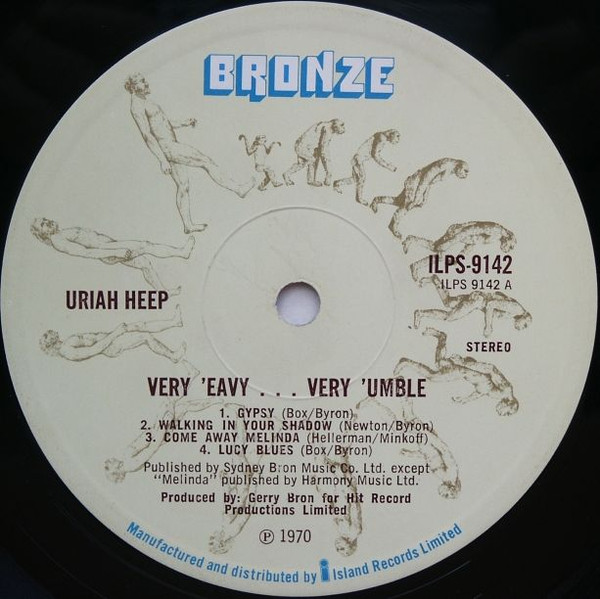 BRONZE
URIAH HEEP
ILPS-9142
ILPS 9142 A
STEREO
VERY 'EAVY . . . VERY 'UMBLE
1. GYPSY (Box/Byron)
2. WALKING IN YOUR SHADOW (Newton/Byron)
3. COME AWAY MELINDA (Hellerman/Minkoff)
4. LUCY BLUES (Box/Byron)
Published by Sydney Bron Music Co. Ltd. except
"Melinda" published by Harmony Music Ltd.
Produced by: Gerry Bron for Hit Record
Productions Limited
℗ 1970
Manufactured and distributed by i Island Records Limited